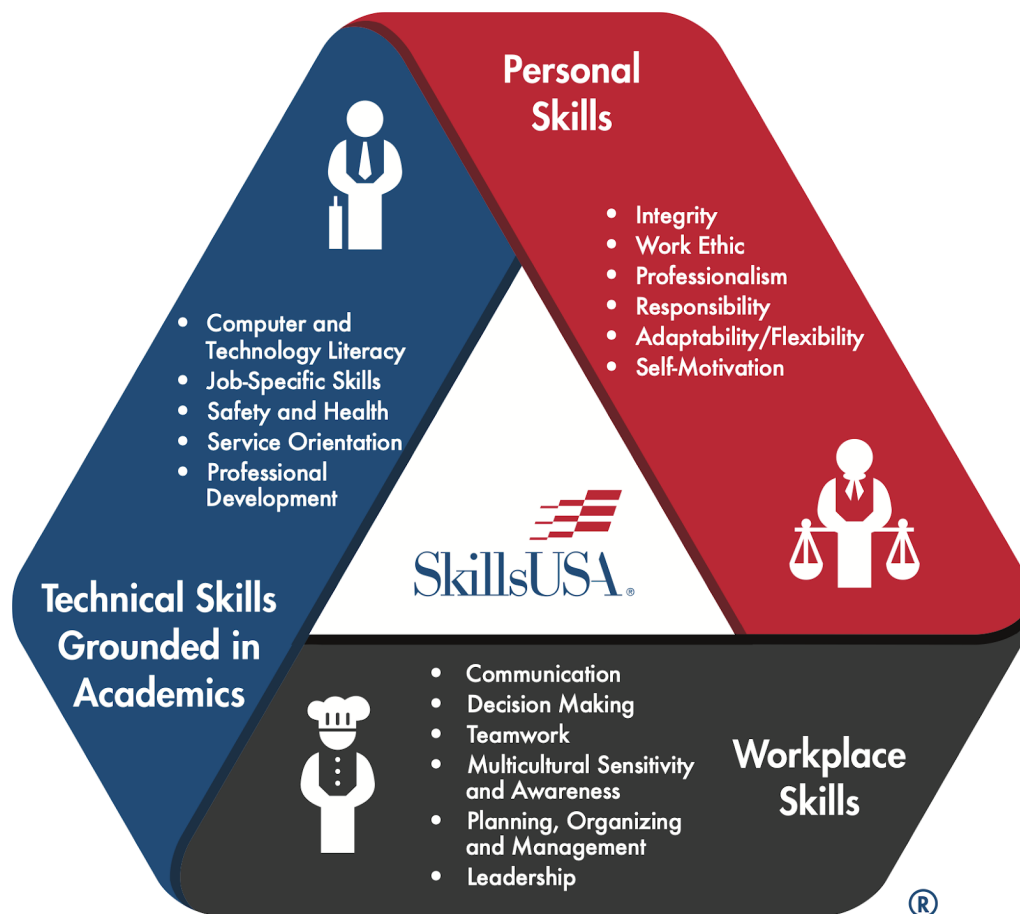 Personal
Skills
• Integrity
• Work Ethic
• Professionalism
• Responsibility
• Adaptability/Flexibility
• Self-Motivation
• Computer and
Technology Literacy
• Job-Specific Skills
• Safety and Health
• Service Orientation
• Professional
Development
Technical Skills
Grounded in
Academics
SkillsUSA®
• Communication
• Decision Making
• Teamwork
• Multicultural Sensitivity
and Awareness
• Planning, Organizing
and Management
• Leadership
Workplace
Skills
®